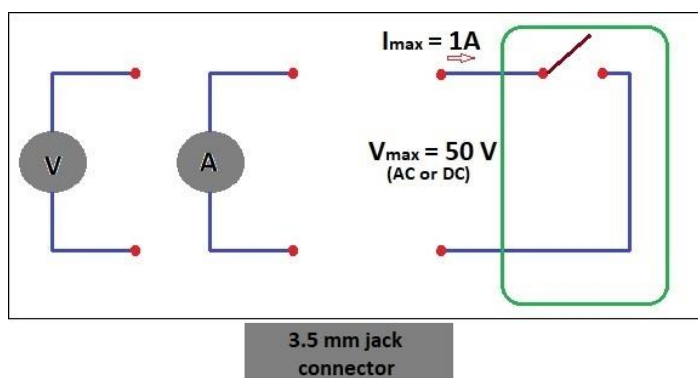 Imax = 1A
V
A
Vmax = 50 V
(AC or DC)
3.5 mm jack
connector